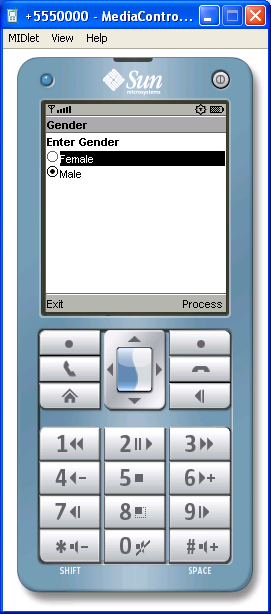 +5550000 - MediaContro...
MIDlet View Help
Sun
microsystems
Gender
Enter Gender
Female
Male
Exit Process
1 2 3
4 - 5 6 +
7 8 9
* - 0 # +
SHIFT SPACE